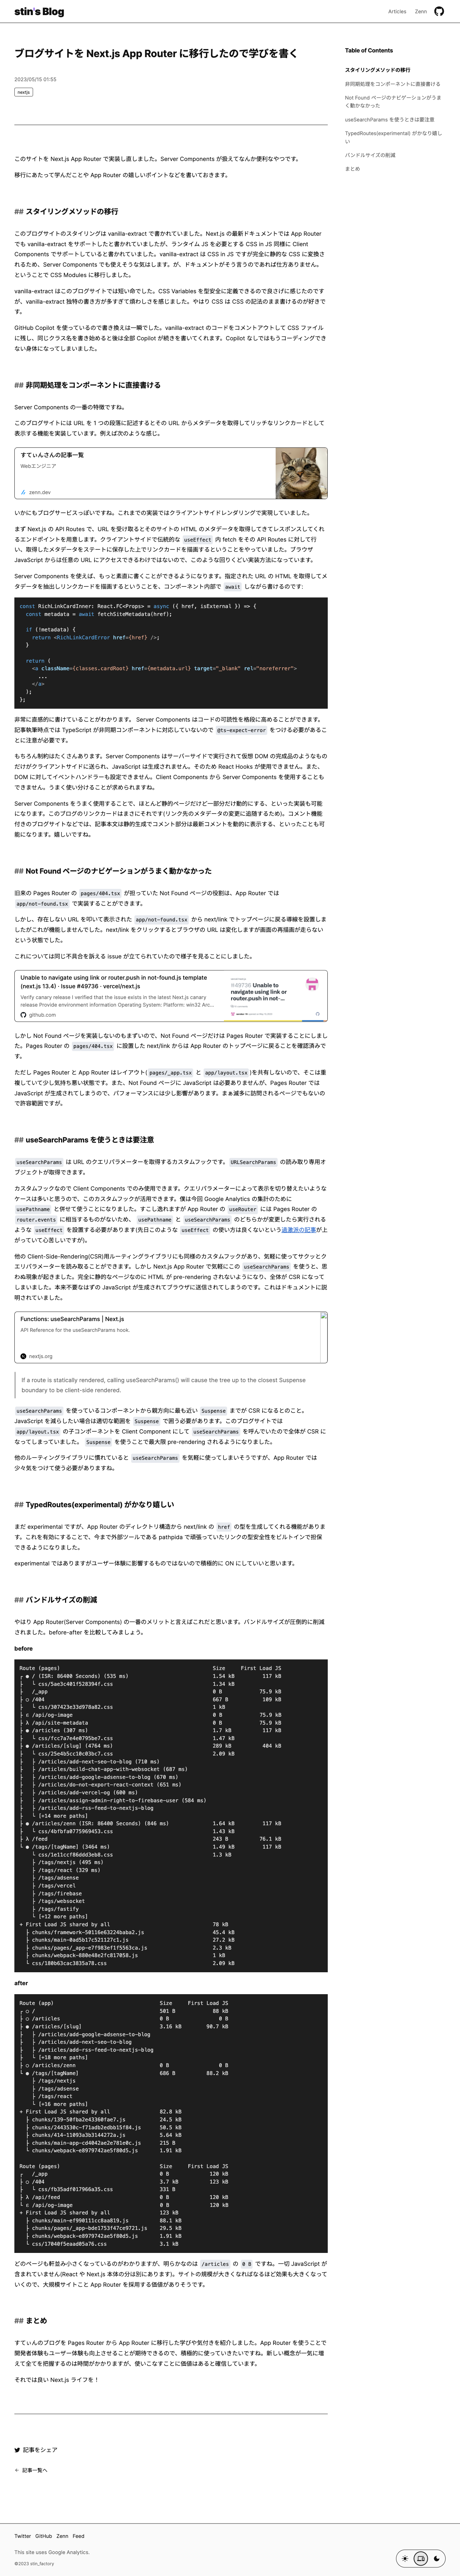 stin's Blog
Articles Zenn
ブログサイトを Next.js App Router に移行したので学びを書く
2023/05/15 01:55
nextjs
Table of Contents
スタイリングメソッドの移行
非同期処理をコンポーネントに直接書ける
Not Found ページのナビゲーションがうま
く動かなかった
useSearchParams を使うときは要注意
TypedRoutes(experimental) がかなり嬉し
い
バンドルサイズの削減
まとめ
このサイトを Next.js App Router で実装し直しました。Server Components が扱えてなんか便利なやつです。
移行にあたって学んだことや App Router の嬉しいポイントなどを書いておきます。
## スタイリングメソッドの移行
このブログサイトのスタイリングは vanilla-extract で書かれていました。Next.js の最新ドキュメントでは App Router
でも vanilla-extract をサポートしたと書かれていましたが、ランタイム JS を必要とする CSS in JS 同様に Client
Components でサポートしていると書かれていました。vanilla-extract は CSS in JS ですが完全に静的な CSS に変換さ
れるため、Server Components でも使えそうな気はします。が、ドキュメントがそう言うのであれば仕方ありません。
ということで CSS Modules に移行しました。
vanilla-extract はこのブログサイトでは短い命でした。CSS Variables を型安全に定義できるので良さげに感じたのです
が、vanilla-extract 独特の書き方が多すぎて煩わしさを感じました。やはり CSS は CSS の記法のまま書けるのが好きで
す。
GitHub Copilot を使っているので書き換えは一瞬でした。vanilla-extract のコードをコメントアウトして CSS ファイル
に残し、同じクラス名を書き始めると後は全部 Copilot が続きを書いてくれます。Copilot なしではもうコーディングでき
ない身体になってしまいました。
## 非同期処理をコンポーネントに直接書ける
Server Components の一番の特徴ですね。
このブログサイトには URL を 1 つの段落に記述するとその URL からメタデータを取得してリッチなリンクカードとして
表示する機能を実装しています。例えば次のような感じ。
すてぃんさんの記事一覧
Webエンジニア
zenn.dev
いかにもブログサービスっぽいですね。これまでの実装ではクライアントサイドレンダリングで実現していました。
まず Next.js の API Routes で、URL を受け取るとそのサイトの HTML のメタデータを取得してきてレスポンスしてくれ
るエンドポイントを用意します。クライアントサイドで伝統的な useEffect 内 fetch をその API Routes に対して行
い、取得したメタデータをステートに保存した上でリンクカードを描画するということをやっていました。ブラウザ
JavaScript からは任意の URL にアクセスできるわけではないので、このような回りくどい実装方法になっています。
Server Components を使えば、もっと素直に書くことができるようになります。指定された URL の HTML を取得してメ
タデータを抽出しリンクカードを描画するということを、コンポーネント内部で await しながら書けるのです:
const RichLinkCardInner: React.FC<Props> = async ({ href, isExternal }) => {
const metadata = await fetchSiteMetadata(href);
if (!metadata) {
return <RichLinkCardError href={href} />;
}
return (
<a className={classes.cardRoot} href={metadata.url} target="_blank" rel="noreferrer">
...
</a>
);
};
非常に直感的に書けていることがわかります。 Server Components はコードの可読性を格段に高めることができます。
記事執筆時点では TypeScript が非同期コンポーネントに対応していないので @ts-expect-error をつける必要があるこ
とに注意が必要です。
もちろん制約はたくさんあります。Server Components はサーバーサイドで実行されて仮想 DOM の完成品のようなもの
だけがクライアントサイドに送られ、JavaScript は生成されません。そのため React Hooks が使用できません。また、
DOM に対してイベントハンドラーも設定できません。Client Components から Server Components を使用することも
できません。うまく使い分けることが求められますね。
Server Components をうまく使用することで、ほとんど静的ページだけど一部分だけ動的にする、といった実装も可能
になります。このブログのリンクカードはまさにそれです(リンク先のメタデータの変更に追随するため)。コメント機能
付きのブログサイトなどでは、記事本文は静的生成でコメント部分は最新コメントを動的に表示する、といったことも可
能になります。嬉しいですね。
## Not Found ページのナビゲーションがうまく動かなかった
旧来の Pages Router の pages/404.tsx が担っていた Not Found ページの役割は、App Router では
app/not-found.tsx で実装することができます。
しかし、存在しない URL を叩いて表示された app/not-found.tsx から next/link でトップページに戻る導線を設置しま
したがこれが機能しませんでした。next/link をクリックするとブラウザの URL は変化しますが画面の再描画が走らない
という状態でした。
これについては同じ不具合を訴える issue が立てられていたので様子を見ることにしました。
Unable to navigate using link or router.push in not-found.js template
(next.js 13.4) · Issue #49736 · vercel/next.js
Verify canary release I verified that the issue exists in the latest Next.js canary
release Provide environment information Operating System: Platform: win32 Arc...
github.com
#49736 Unable to
navigate using link or
router.push in not-...
しかし Not Found ページを実装しないのもまずいので、Not Found ページだけは Pages Router で実装することにしまし
た。Pages Router の pages/404.tsx に設置した next/link からは App Router のトップページに戻ることを確認済みで
す。
ただし Pages Router と App Router はレイアウト( pages/_app.tsx と app/layout.tsx )を共有しないので、そこは重
複していて少し気持ち悪い状態です。また、Not Found ページに JavaScript は必要ありませんが、Pages Router では
JavaScript が生成されてしまうので、パフォーマンスには少し影響があります。まぁ滅多に訪問されるページでもないの
で許容範囲ですが。
## useSearchParams を使うときは要注意
useSearchParams は URL のクエリパラメーターを取得するカスタムフックです。 URLSearchParams の読み取り専用オ
ブジェクトが取得できます。
カスタムフックなので Client Components でのみ使用できます。クエリパラメーターによって表示を切り替えたいような
ケースは多いと思うので、このカスタムフックが活用できます。僕は今回 Google Analytics の集計のために
usePathname と併せて使うことになりました。すこし逸れますが App Router の useRouter には Pages Router の
router.events に相当するものがないため、 usePathname と useSearchParams のどちらかが変更したら実行される
ような useEffect を設置する必要があります(先日このような useEffect の使い方は良くないという過激派の記事が上
がっていて心苦しいですが)。
他の Client-Side-Rendering(CSR)用ルーティングライブラリにも同様のカスタムフックがあり、気軽に使ってサクッとク
エリパラメーターを読み取ることができます。しかし Next.js App Router で気軽にこの useSearchParams を使うと、思
わぬ現象が起きました。完全に静的なページなのに HTML が pre-rendering されないようになり、全体が CSR になって
しまいました。本来不要なはずの JavaScript が生成されてブラウザに送信されてしまうのです。これはドキュメントに説
明されていました。
Functions: useSearchParams | Next.js
API Reference for the useSearchParams hook.
nextjs.org
If a route is statically rendered, calling useSearchParams() will cause the tree up to the closest Suspense
boundary to be client-side rendered.
useSearchParams を使っているコンポーネントから親方向に最も近い Suspense までが CSR になるとのこと。
JavaScript を減らしたい場合は適切な範囲を Suspense で囲う必要があります。このブログサイトでは
app/layout.tsx の子コンポーネントを Client Component にして useSearchParams を呼んでいたので全体が CSR に
なってしまっていました。 Suspense を使うことで最大限 pre-rendering されるようになりました。
他のルーティングライブラリに慣れていると useSearchParams を気軽に使ってしまいそうですが、App Router では
少々気をつけて使う必要がありますね。
## TypedRoutes(experimental) がかなり嬉しい
まだ experimental ですが、App Router のディレクトリ構造から next/link の href の型を生成してくれる機能がありま
す。これを有効にすることで、今まで外部ツールである pathpida で頑張っていたリンクの型安全性をビルトインで担保
できるようになりました。
experimental ではありますがユーザー体験に影響するものではないので積極的に ON にしていいと思います。
## バンドルサイズの削減
やはり App Router(Server Components) の一番のメリットと言えばこれだと思います。バンドルサイズが圧倒的に削減
されました。before-after を比較してみましょう。
before
Route (pages) Size First Load JS
┌ ● / (ISR: 86400 Seconds) (535 ms) 1.54 kB 117 kB
├ └ css/5ae3c401f528394f.css 1.34 kB
├ /_app 0 B 75.9 kB
├ ○ /404 667 B 109 kB
├ └ css/307423e33d978a82.css 1 kB
├ ℇ /api/og-image 0 B 75.9 kB
├ λ /api/site-metadata 0 B 75.9 kB
├ ● /articles (307 ms) 1.7 kB 117 kB
├ └ css/fcc7a7e4e0795be7.css 1.47 kB
├ ● /articles/[slug] (4764 ms) 289 kB 404 kB
├ └ css/25e4b5cc10c03bc7.css 2.09 kB
├ ├ /articles/add-next-seo-to-blog (710 ms)
├ ├ /articles/build-chat-app-with-websocket (687 ms)
├ ├ /articles/add-google-adsense-to-blog (670 ms)
├ ├ /articles/do-not-export-react-context (651 ms)
├ ├ /articles/add-vercel-og (600 ms)
├ ├ /articles/assign-admin-right-to-firebase-user (584 ms)
├ ├ /articles/add-rss-feed-to-nextjs-blog
├ └ [+14 more paths]
├ ● /articles/zenn (ISR: 86400 Seconds) (846 ms) 1.64 kB 117 kB
├ └ css/4bfbfa0775969453.css 1.43 kB
├ λ /feed 243 B 76.1 kB
└ ● /tags/[tagName] (3464 ms) 1.49 kB 117 kB
└ css/1e11ccf86ddd3eb8.css 1.3 kB
├ /tags/nextjs (495 ms)
├ /tags/react (329 ms)
├ /tags/adsense
├ /tags/vercel
├ /tags/firebase
├ /tags/websocket
├ /tags/fastify
└ [+12 more paths]
+ First Load JS shared by all 78 kB
├ chunks/framework-50116e63224baba2.js 45.4 kB
├ chunks/main-0ad5b17c521127c1.js 27.2 kB
├ chunks/pages/_app-e7f983ef1f5563ca.js 2.3 kB
├ chunks/webpack-880e48e2fc817058.js 1 kB
└ css/180b63cac3835a78.css 2.09 kB
after
Route (app) Size First Load JS
┌ ○ / 501 B 88 kB
├ ○ /articles 0 B 0 B
├ ● /articles/[slug] 3.16 kB 90.7 kB
├ ├ /articles/add-google-adsense-to-blog
├ ├ /articles/add-next-seo-to-blog
├ ├ /articles/add-rss-feed-to-nextjs-blog
├ └ [+18 more paths]
├ ○ /articles/zenn 0 B 0 B
└ ● /tags/[tagName] 686 B 88.2 kB
├ /tags/nextjs
├ /tags/adsense
├ /tags/react
└ [+16 more paths]
+ First Load JS shared by all 82.8 kB
├ chunks/139-50fba2e43360fae7.js 24.5 kB
├ chunks/2443530c-f71adb2edbb15f84.js 50.5 kB
├ chunks/414-11093a3b3144272a.js 5.64 kB
├ chunks/main-app-cd4042ae2e781e0c.js 215 B
└ chunks/webpack-e8979742ae5f80d5.js 1.91 kB
Route (pages) Size First Load JS
┌ /_app 0 B 120 kB
├ ○ /404 3.7 kB 123 kB
├ └ css/fb35adf017966a35.css 331 B
├ λ /api/feed 0 B 120 kB
└ ℇ /api/og-image 0 B 120 kB
+ First Load JS shared by all 123 kB
├ chunks/main-ef990111cc8aa819.js 88.1 kB
├ chunks/pages/_app-bde1753f47ce9721.js 29.5 kB
├ chunks/webpack-e8979742ae5f80d5.js 1.91 kB
└ css/17040f5eaad05a76.css 3.1 kB
どのページも軒並み小さくなっているのがわかりますが、明らかなのは /articles の 0 B ですね。一切 JavaScript が
含まれていません(React や Next.js 本体の分は別にあります)。サイトの規模が大きくなればなるほど効果も大きくなって
いくので、大規模サイトこそ App Router を採用する価値がありそうです。
## まとめ
すてぃんのブログを Pages Router から App Router に移行した学びや気付きを紹介しました。App Router を使うことで
開発者体験もユーザー体験も向上させることが期待できるので、積極的に使っていきたいですね。新しい概念が一気に増
えて全てを把握するのは時間がかかりますが、使いこなすことに価値はあると確信しています。
それでは良い Next.js ライフを！
記事をシェア
← 記事一覧へ
Twitter GitHub Zenn Feed
This site uses Google Analytics.
©2023 stin_factory